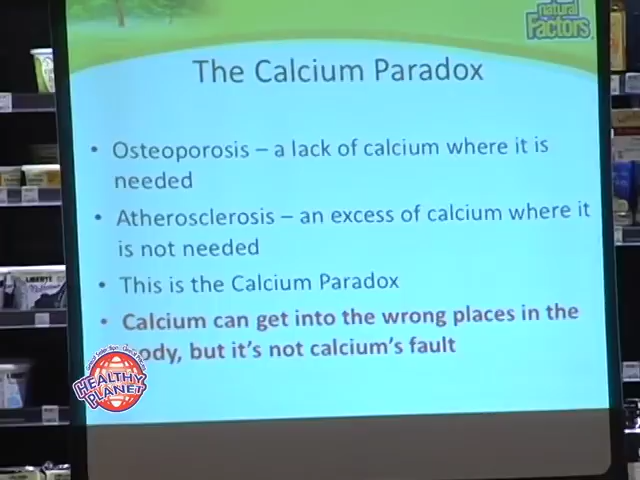 natural
Factors
The Calcium Paradox
• Osteoporosis – a lack of calcium where it is
needed
• Atherosclerosis – an excess of calcium where it
is not needed
• This is the Calcium Paradox
• Calcium can get into the wrong places in the
ody, but it's not calcium's fault
HEALTHY
PLANET
LIBERTE